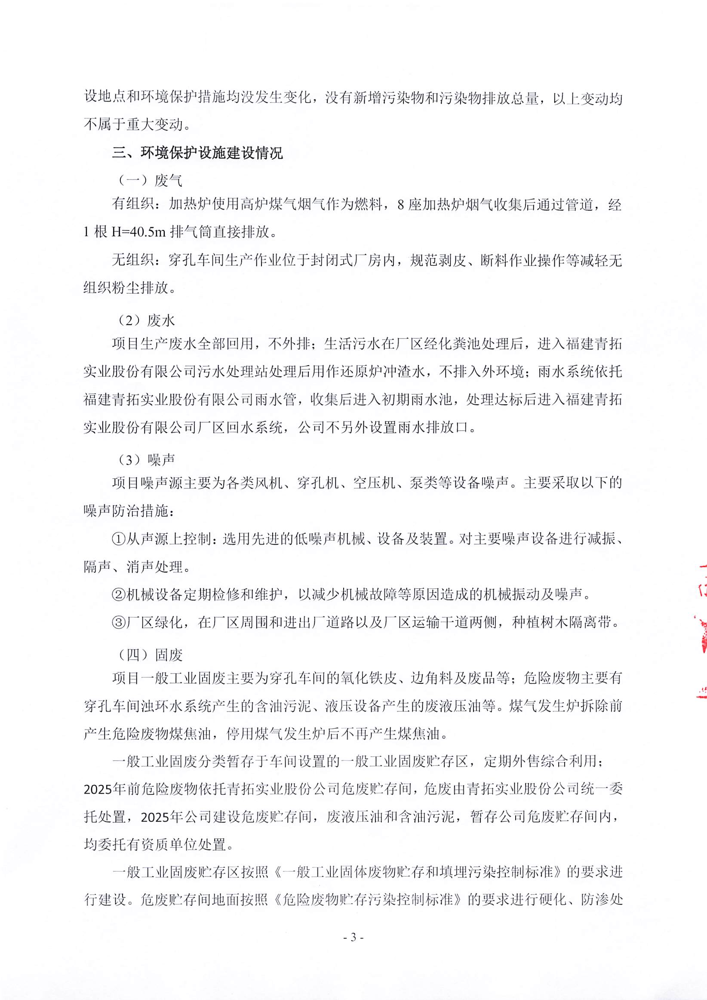 设地点和环境保护措施均没发生变化，没有新增污染物和污染物排放总量，以上变动均
不属于重大变动。
三、环境保护设施建设情况
（一）废气
有组织：加热炉使用高炉煤气烟气作为燃料，8 座加热炉烟气收集后通过管道，经
1 根 H=40.5m 排气筒直接排放。
无组织：穿孔车间生产作业位于封闭式厂房内，规范剥皮、断料作业操作等减轻无
组织粉尘排放。
（2）废水
项目生产废水全部回用，不外排；生活污水在厂区经化粪池处理后，进入福建青拓
实业股份有限公司污水处理站处理后用作还原炉冲渣水，不排入外环境；雨水系统依托
福建青拓实业股份有限公司雨水管，收集后进入初期雨水池，处理达标后进入福建青拓
实业股份有限公司厂区回水系统，公司不另外设置雨水排放口。
（3）噪声
项目噪声源主要为各类风机、穿孔机、空压机、泵类等设备噪声。主要采取以下的
噪声防治措施：
①从声源上控制：选用先进的低噪声机械、设备及装置。对主要噪声设备进行减振、
隔声、消声处理。
②机械设备定期检修和维护，以减少机械故障等原因造成的机械振动及噪声。
③厂区绿化，在厂区周围和进出厂道路以及厂区运输干道两侧，种植树木隔离带。
（四）固废
项目一般工业固废主要为穿孔车间的氧化铁皮、边角料及废品等；危险废物主要有
穿孔车间浊环水系统产生的含油污泥、液压设备产生的废液压油等。煤气发生炉拆除前
产生危险废物煤焦油，停用煤气发生炉后不再产生煤焦油。
一般工业固废分类暂存于车间设置的一般工业固废贮存区，定期外售综合利用；
2025年前危险废物依托青拓实业股份公司危废贮存间，危废由青拓实业股份公司统一委
托处置，2025年公司建设危废贮存间，废液压油和含油污泥，暂存公司危废贮存间内，
均委托有资质单位处置。
一般工业固废贮存区按照《一般工业固体废物贮存和填埋污染控制标准》的要求进
行建设。危废贮存间地面按照《危险废物贮存污染控制标准》的要求进行硬化、防渗处
- 3 -